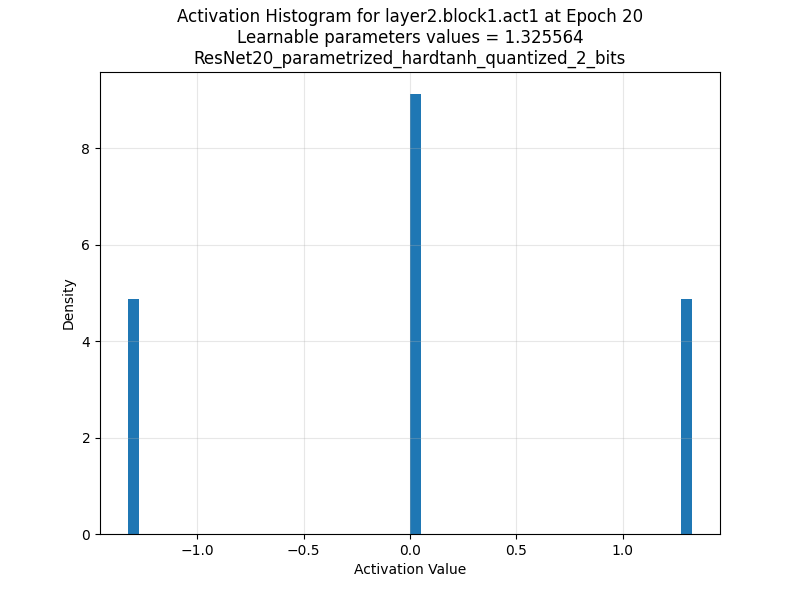 Activation Histogram for layer2.block1.act1 at Epoch 20
Learnable parameters values = 1.325564
ResNet20_parametrized_hardtanh_quantized_2_bits
8
6
4
2
0
Density
−1.0 −0.5 0.0 0.5 1.0
Activation Value